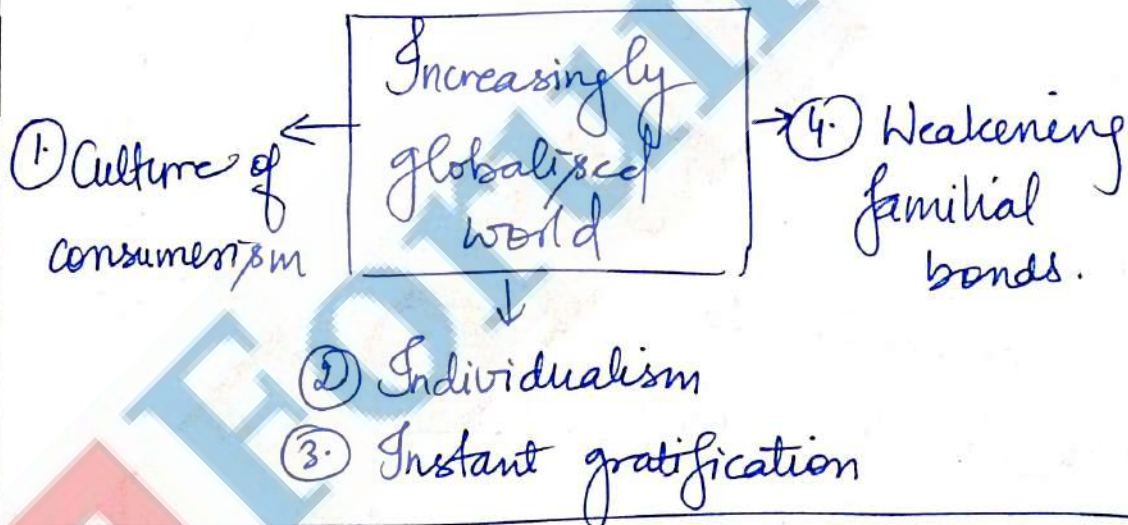 Increasingly
globalised
world
① Culture of
consumerism
② Individualism
③. Instant gratification
④. Weakening
familial
bonds.